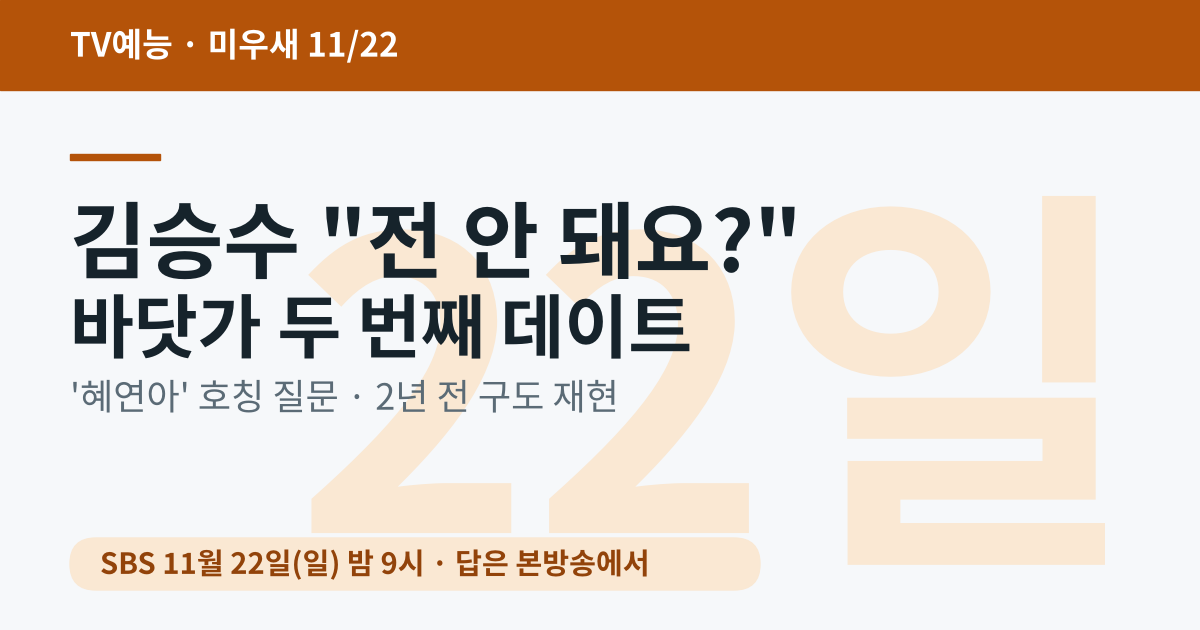 TV예능 · 미우새 11/22
김승수 "전 안 돼요?"
바닷가 두 번째 데이트
'혜연아' 호칭 질문 · 2년 전 구도 재현
22일
SBS 11월 22일(일) 밤 9시 · 답은 본방송에서